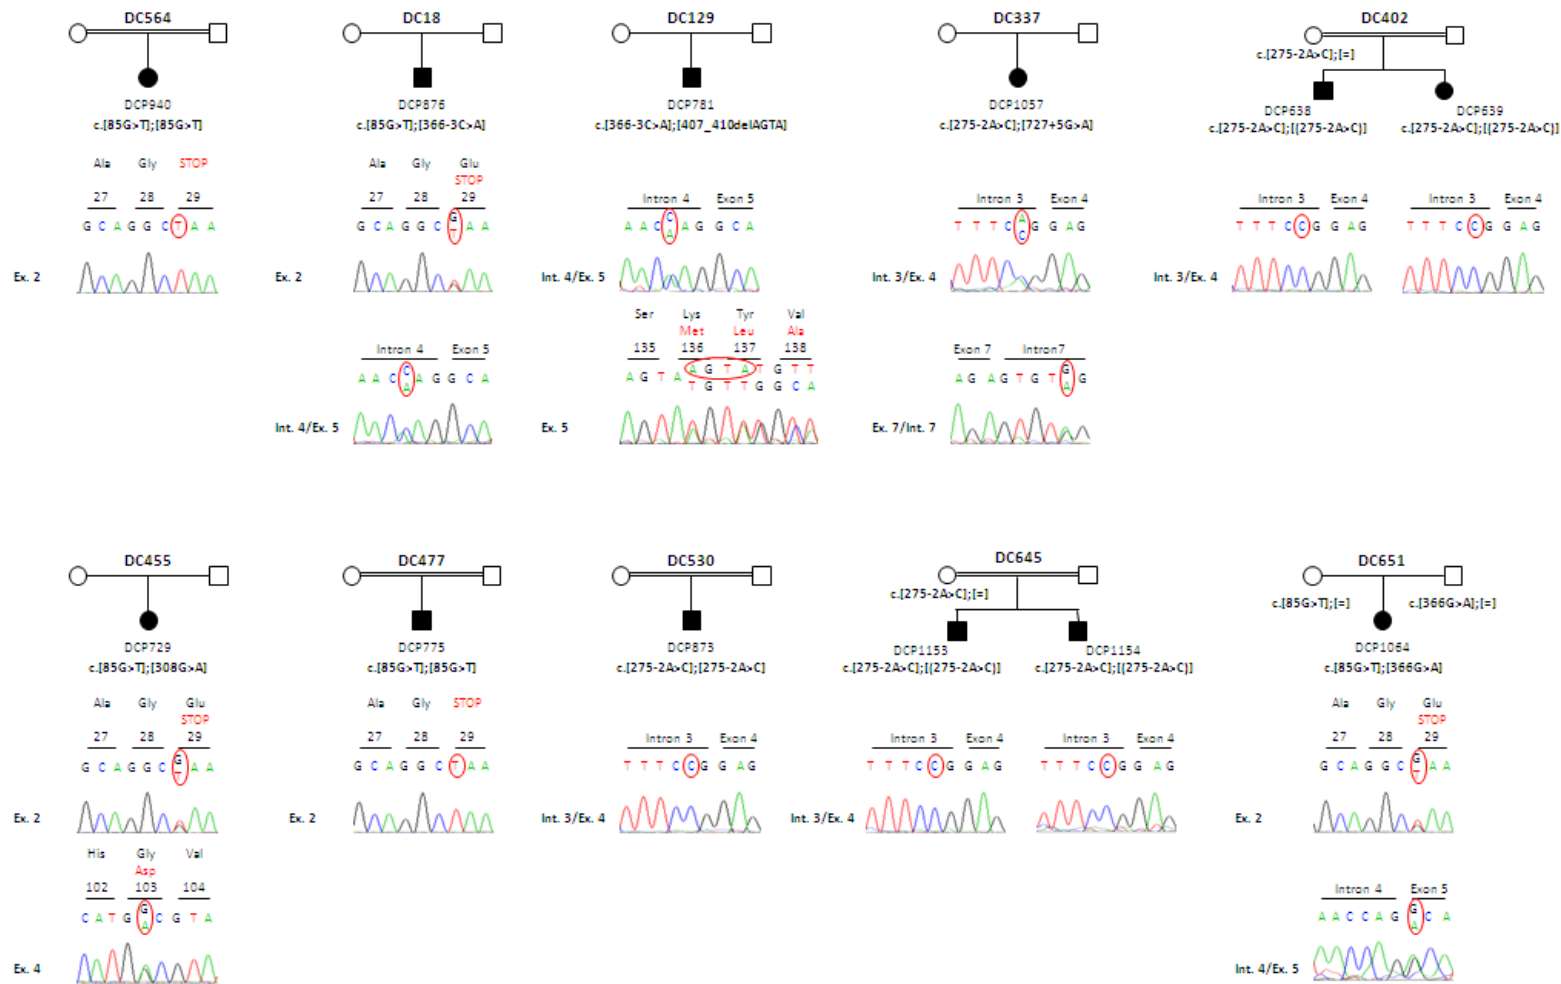 DC564
DCP940
c.[85G>T];[85G>T]
Ala Gly STOP
27 28 29
G C A G G C T A A
Ex. 2
DC18
DCP876
c.[85G>T];[366-3C>A]
Ala Gly Glu
STOP
27 28 29
G
G C A G G C A A
T
Ex. 2
Intron 4 Exon 5
C
A A C A G G C A
A
Int. 4/Ex. 5
DC129
DCP781
c.[366-3C>A];[407_410delAGTA]
Intron 4 Exon 5
C
A A C A G G C A
A
Int. 4/Ex. 5
Ser Lys Tyr Val
Met Leu Ala
135 136 137 138
A G T A A G T A T G T T
T G T T G G C A
Ex. 5
DC337
DCP1057
c.[275-2A>C];[727+5G>A]
Intron 3 Exon 4
A
T T T C G G A G
C
Int. 3/Ex. 4
Exon 7 Intron7
G
A G A G T G T G
A
Ex. 7/Int. 7
DC402
c.[275-2A>C];[=]
DCP638 DCP639
c.[275-2A>C];[(275-2A>C)] c.[275-2A>C];[(275-2A>C)]
Intron 3 Exon 4 Intron 3 Exon 4
T T T C C G G A G T T T C C G G A G
Int. 3/Ex. 4
DC455
DCP729
c.[85G>T];[308G>A]
Ala Gly Glu
STOP
27 28 29
G
G C A G G C A A
T
Ex. 2
His Gly Val
Asp
102 103 104
G
C A T G C G T A
A
Ex. 4
DC477
DCP775
c.[85G>T];[85G>T]
Ala Gly STOP
27 28 29
G C A G G C T A A
Ex. 2
DC530
DCP873
c.[275-2A>C];[275-2A>C]
Intron 3 Exon 4
T T T C C G G A G
Int. 3/Ex. 4
DC645
c.[275-2A>C];[=]
DCP1153 DCP1154
c.[275-2A>C];[(275-2A>C)] c.[275-2A>C];[(275-2A>C)]
Intron 3 Exon 4 Intron 3 Exon 4
T T T C C G G A G T T T C C G G A G
Int. 3/Ex. 4
DC651
c.[85G>T];[=] c.[366G>A];[=]
DCP1064
c.[85G>T];[366G>A]
Ala Gly Glu
STOP
27 28 29
G
G C A G G C A A
T
Ex. 2
Intron 4 Exon 5
G
A A C C A G C A
A
Int. 4/Ex. 5